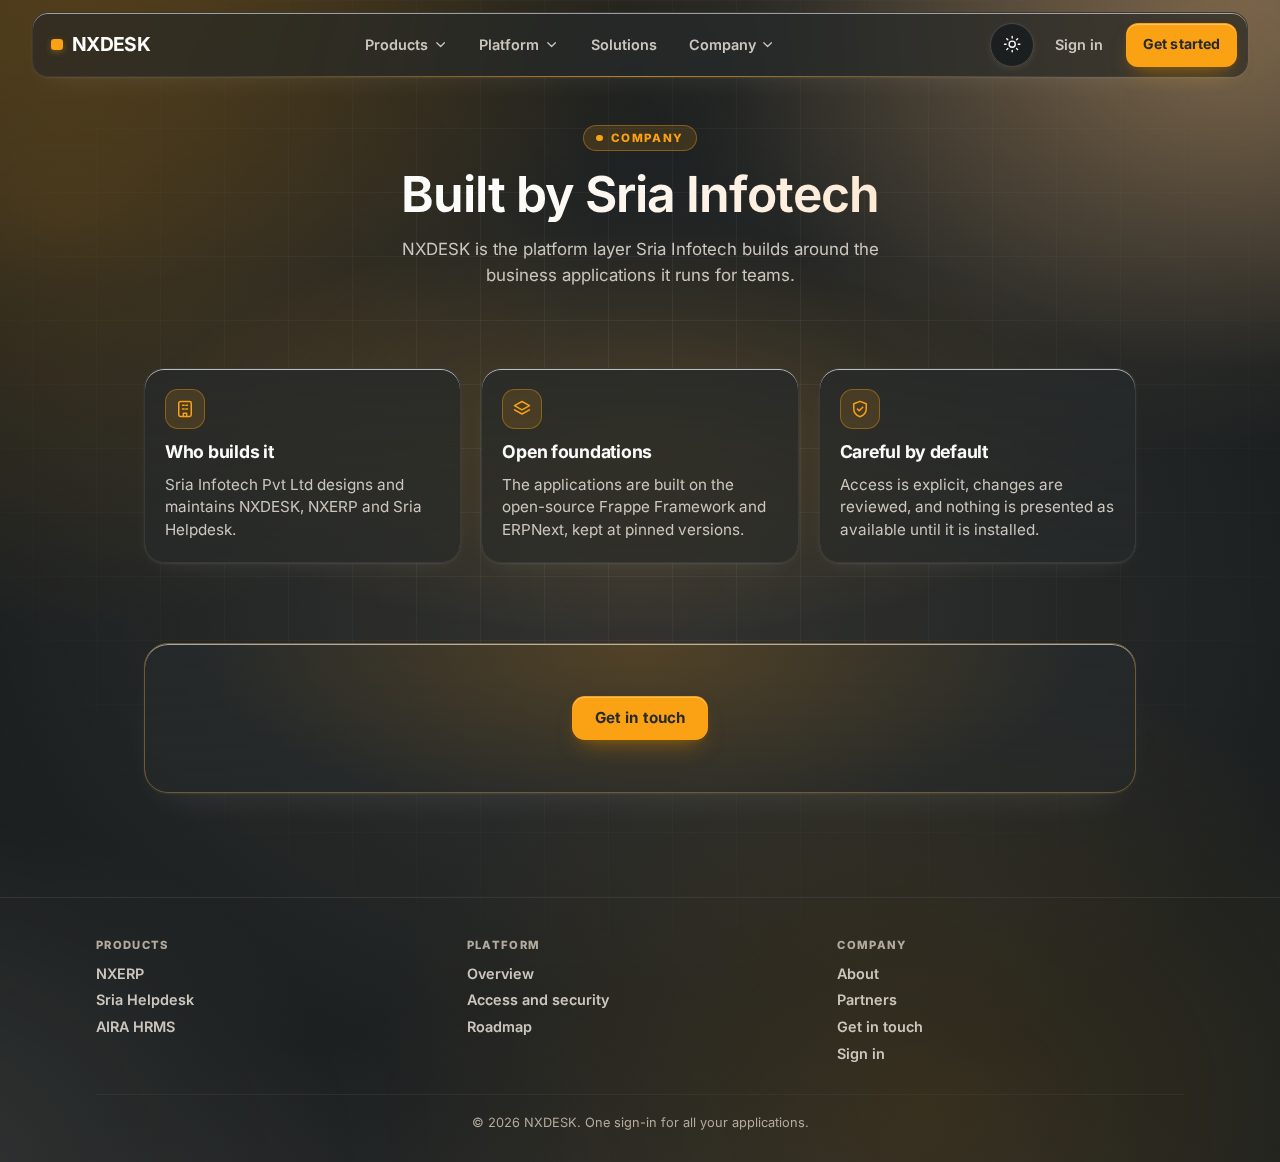 NXDESK
Products
Platform
Solutions
Company
Sign in
Get started
COMPANY
Built by Sria Infotech
NXDESK is the platform layer Sria Infotech builds around the
business applications it runs for teams.
Who builds it
Sria Infotech Pvt Ltd designs and
maintains NXDESK, NXERP and Sria
Helpdesk.
Open foundations
The applications are built on the
open-source Frappe Framework and
ERPNext, kept at pinned versions.
Careful by default
Access is explicit, changes are
reviewed, and nothing is presented as
available until it is installed.
Get in touch
PRODUCTS
NXERP
Sria Helpdesk
AIRA HRMS
PLATFORM
Overview
Access and security
Roadmap
COMPANY
About
Partners
Get in touch
Sign in
© 2026 NXDESK. One sign-in for all your applications.